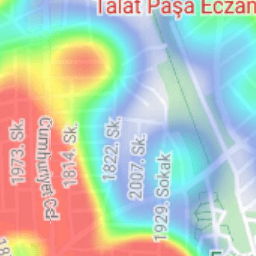 Talat Paşa Eczan
1973. Sk.
Cumhuriyet Cd.
1814. Sk.
1822. Sk.
2007. Sk.
1929. Sokak